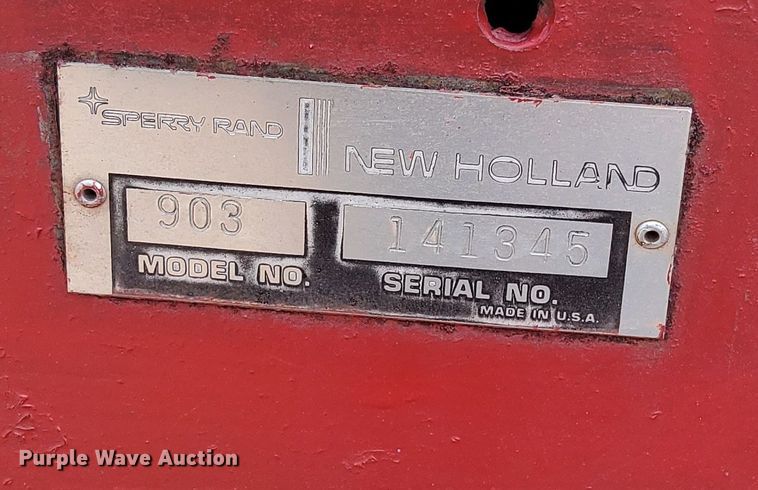 SPERRY RAND
NEW HOLLAND
903
141345
MODEL NO.
SERIAL NO.
MADE IN U.S.A.
Purple Wave Auction